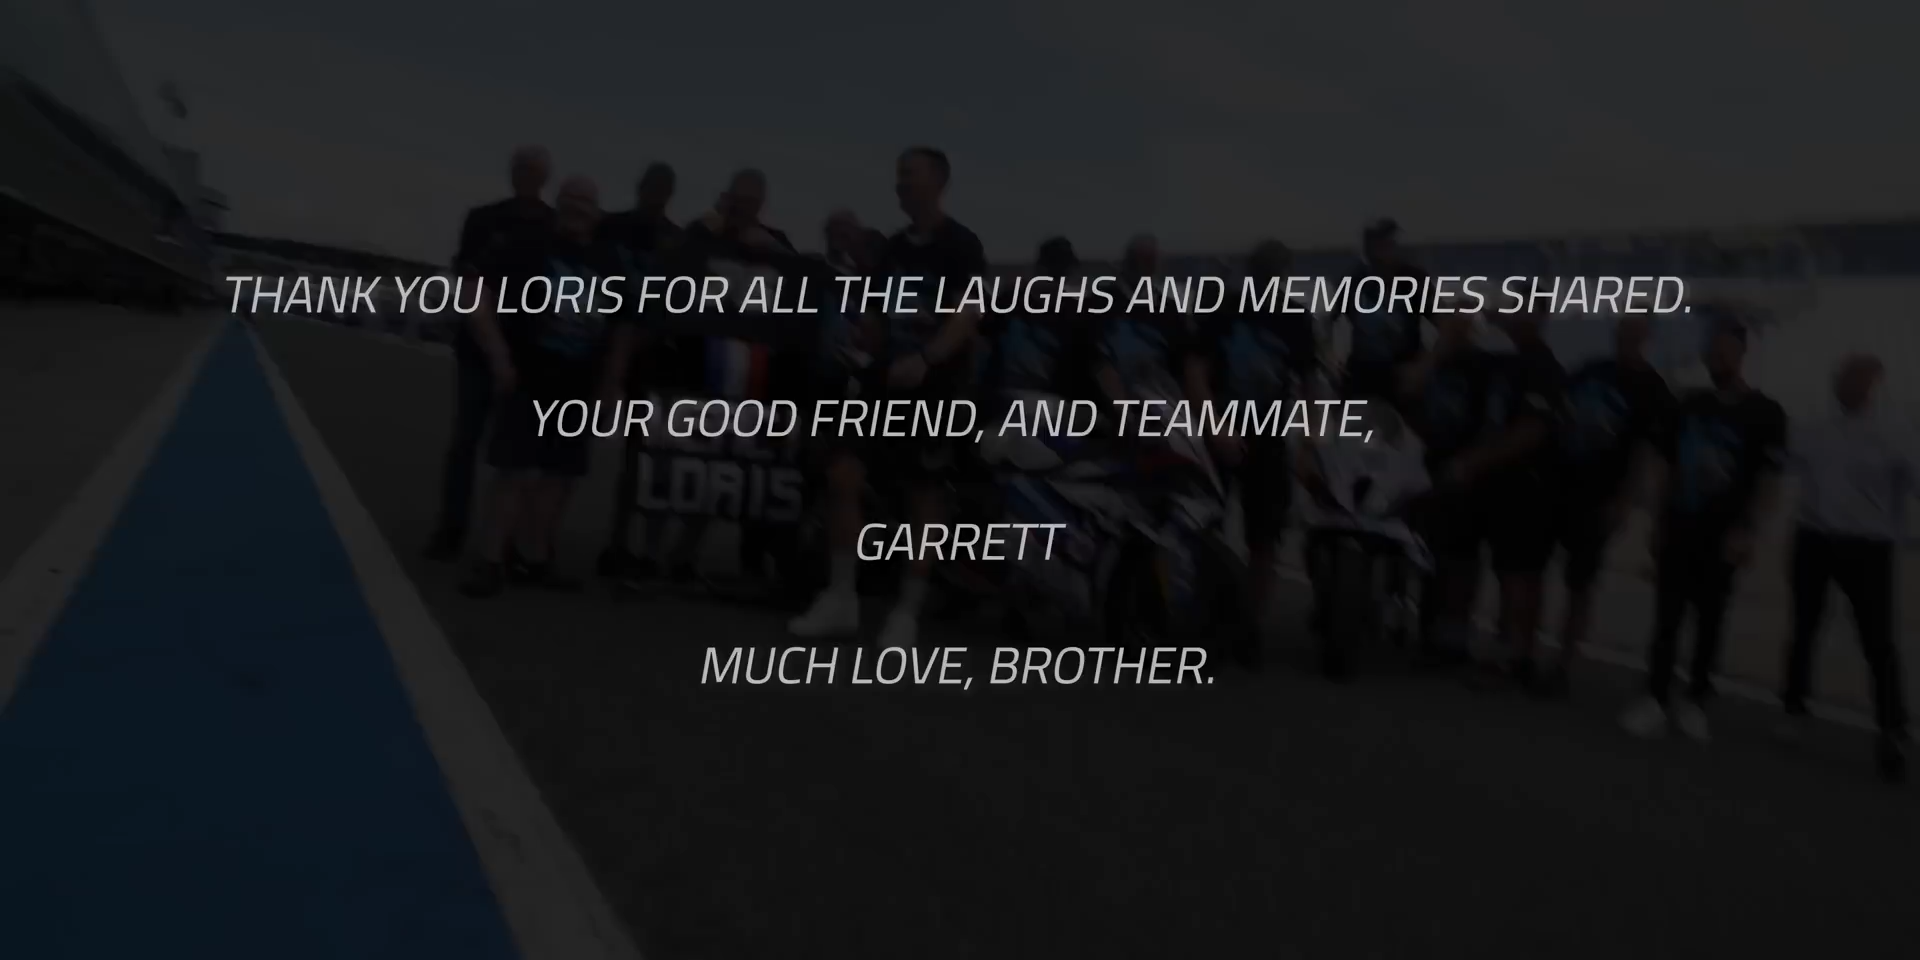 THANK YOU LORIS FOR ALL THE LAUGHS AND MEMORIES SHARED.
YOUR GOOD FRIEND, AND TEAMMATE,
LORIS
GARRETT
MUCH LOVE, BROTHER.